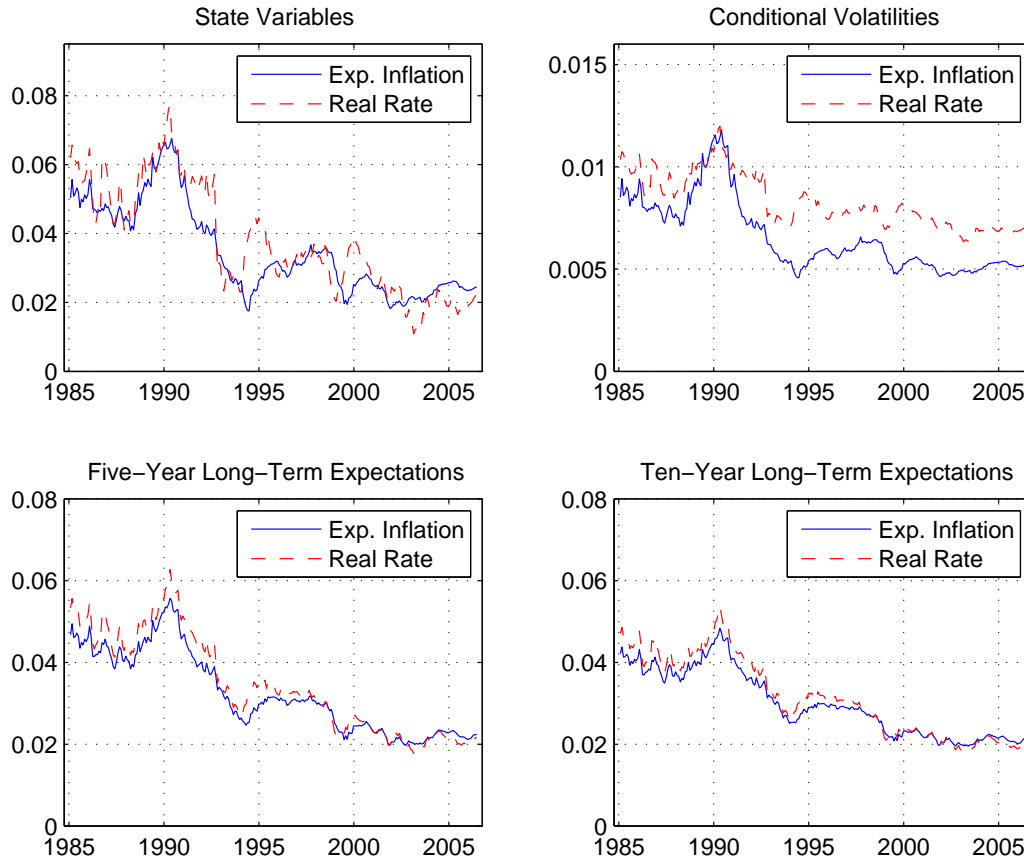 State Variables
Exp. Inflation
Real Rate
0.08
0.06
0.04
0.02
0
1985 1990 1995 2000 2005
Conditional Volatilities
Exp. Inflation
Real Rate
0.015
0.01
0.005
0
1985 1990 1995 2000 2005
Five−Year Long−Term Expectations
Exp. Inflation
Real Rate
0.08
0.06
0.04
0.02
0
1985 1990 1995 2000 2005
Ten−Year Long−Term Expectations
Exp. Inflation
Real Rate
0.08
0.06
0.04
0.02
0
1985 1990 1995 2000 2005